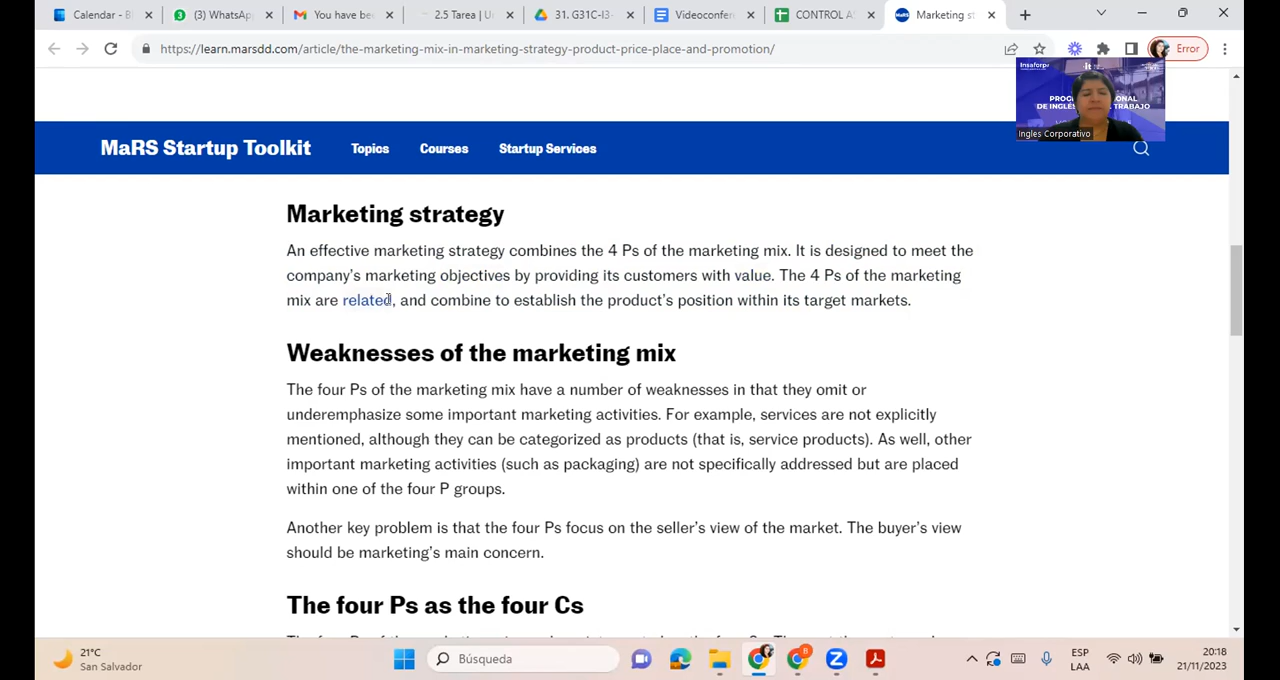 Calendar - B
(3) WhatsAp
You have be
2.5 Tarea | U
31. G31C-I3-
Videoconfer
CONTROL A
Marketing st
https://learn.marsdd.com/article/the-marketing-mix-in-marketing-strategy-product-price-place-and-promotion/
Error
Insaforp
Ingles Corporativo
MaRS Startup Toolkit
Topics
Courses
Startup Services
Marketing strategy
An effective marketing strategy combines the 4 Ps of the marketing mix. It is designed to meet the
company's marketing objectives by providing its customers with value. The 4 Ps of the marketing
mix are related, and combine to establish the product's position within its target markets.
Weaknesses of the marketing mix
The four Ps of the marketing mix have a number of weaknesses in that they omit or
underemphasize some important marketing activities. For example, services are not explicitly
mentioned, although they can be categorized as products (that is, service products). As well, other
important marketing activities (such as packaging) are not specifically addressed but are placed
within one of the four P groups.
Another key problem is that the four Ps focus on the seller's view of the market. The buyer's view
should be marketing's main concern.
The four Ps as the four Cs
21°C
San Salvador
Búsqueda
ESP
LAA
20:18
21/11/2023